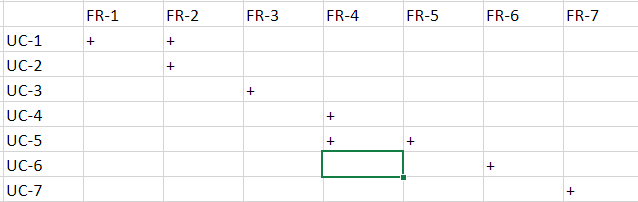 FR-1 FR-2 FR-3 FR-4 FR-5 FR-6 FR-7
UC-1 + +
UC-2 +
UC-3 +
UC-4 +
UC-5 + +
UC-6 +
UC-7 +